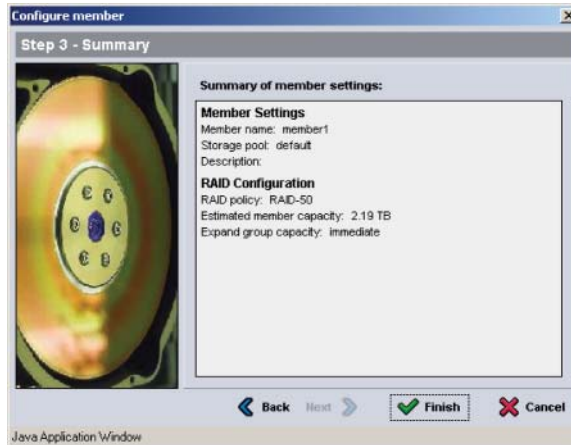 Configure member
Step 3 - Summary
Summary of member settings:
Member Settings
Member name: member1
Storage pool: default
Description:
RAID Configuration
RAID policy: RAID-50
Estimated member capacity: 2.19 TB
Expand group capacity: immediate
Back Next Finish Cancel
Java Application Window